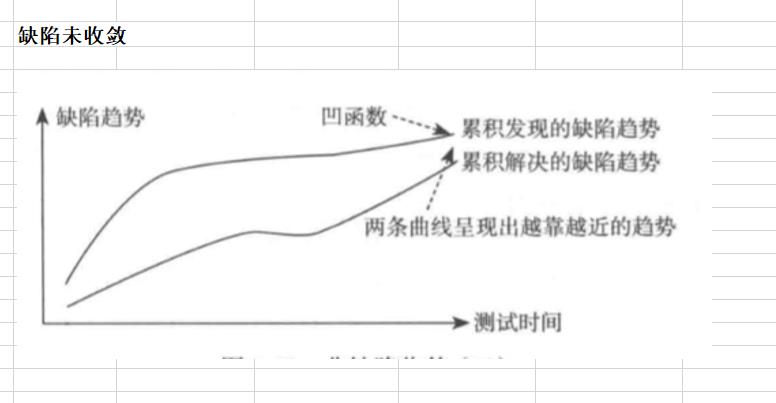 缺陷未收敛
缺陷趋势
凹函数
累积发现的缺陷趋势
累积解决的缺陷趋势
两条曲线呈现出越靠越近的趋势
测试时间